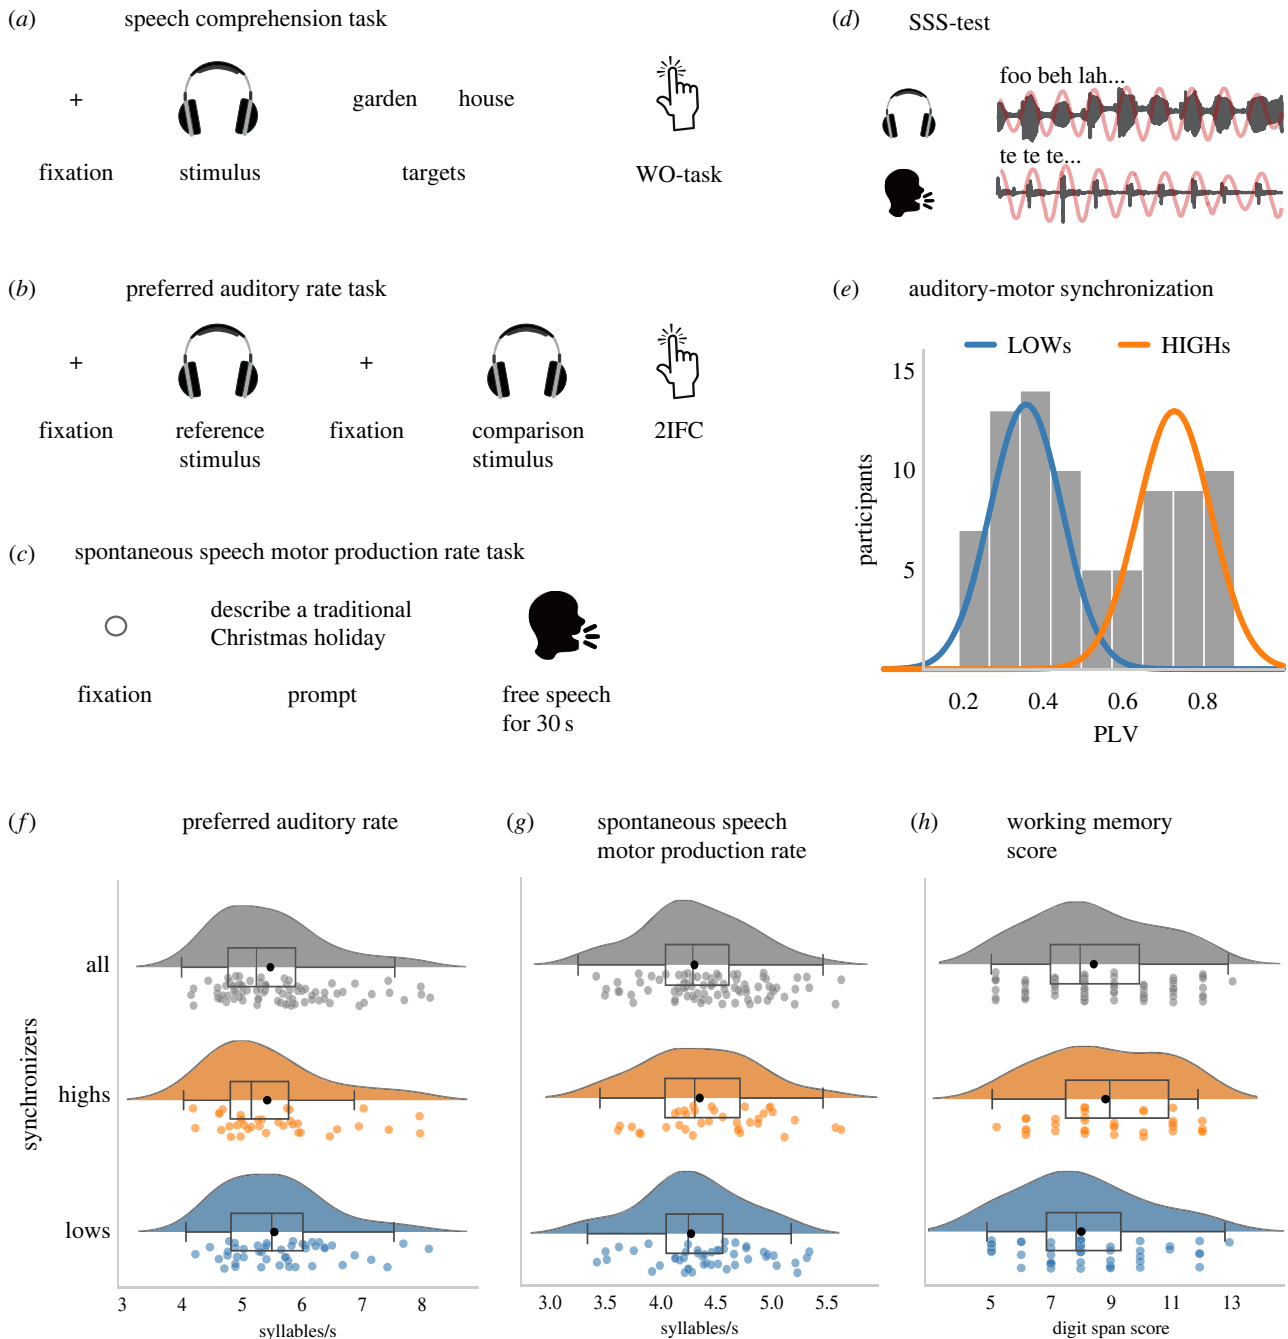 (a) speech comprehension task
+ garden house
fixation stimulus targets WO-task
(b) preferred auditory rate task
+ +
fixation reference stimulus fixation comparison stimulus 2IFC
(c) spontaneous speech motor production rate task
describe a traditional
Christmas holiday
fixation prompt free speech
for 30 s
(d) SSS-test
foo beh lah...
te te te...
(e) auditory-motor synchronization
LOWs HIGHs
15
10
5
participants
0.2 0.4 0.6 0.8
PLV
(f) preferred auditory rate
(g) spontaneous speech
motor production rate
(h) working memory
score
synchronizers
all
highs
lows
3 4 5 6 7 8
syllables/s
3.0 3.5 4.0 4.5 5.0 5.5
syllables/s
5 7 9 11 13
digit span score